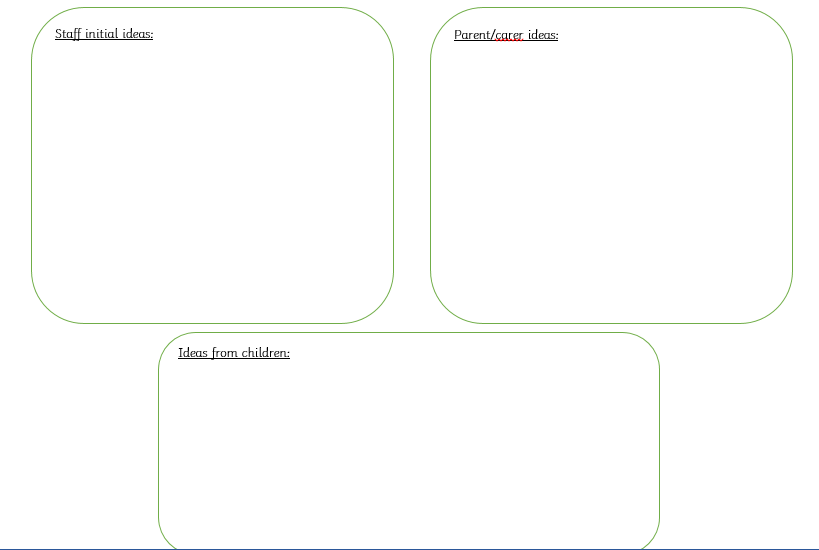 Staff initial ideas:
Parent/carer ideas:
Ideas from children: